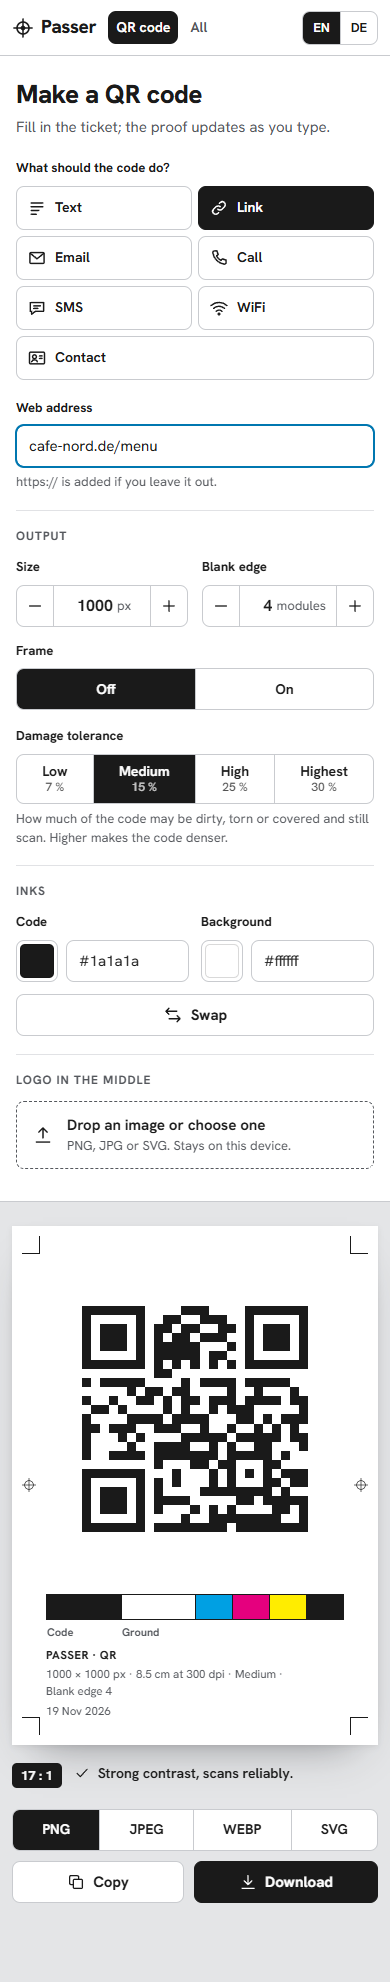 Passer QR code All EN DE
Make a QR code
Fill in the ticket; the proof updates as you type.
What should the code do?
Text Link
Email Call
SMS WiFi
Contact
Web address
cafe-nord.de/menu
https:// is added if you leave it out.
OUTPUT
Size Blank edge
− 1000 px + − 4 modules +
Frame
Off On
Damage tolerance
Low Medium High Highest
7 % 15 % 25 % 30 %
How much of the code may be dirty, torn or covered and still
scan. Higher makes the code denser.
INKS
Code Background
#1a1a1a #ffffff
Swap
LOGO IN THE MIDDLE
Drop an image or choose one
PNG, JPG or SVG. Stays on this device.
Code Ground
PASSER · QR
1000 × 1000 px · 8.5 cm at 300 dpi · Medium ·
Blank edge 4
19 Nov 2026
17 : 1 Strong contrast, scans reliably.
PNG JPEG WEBP SVG
Copy Download